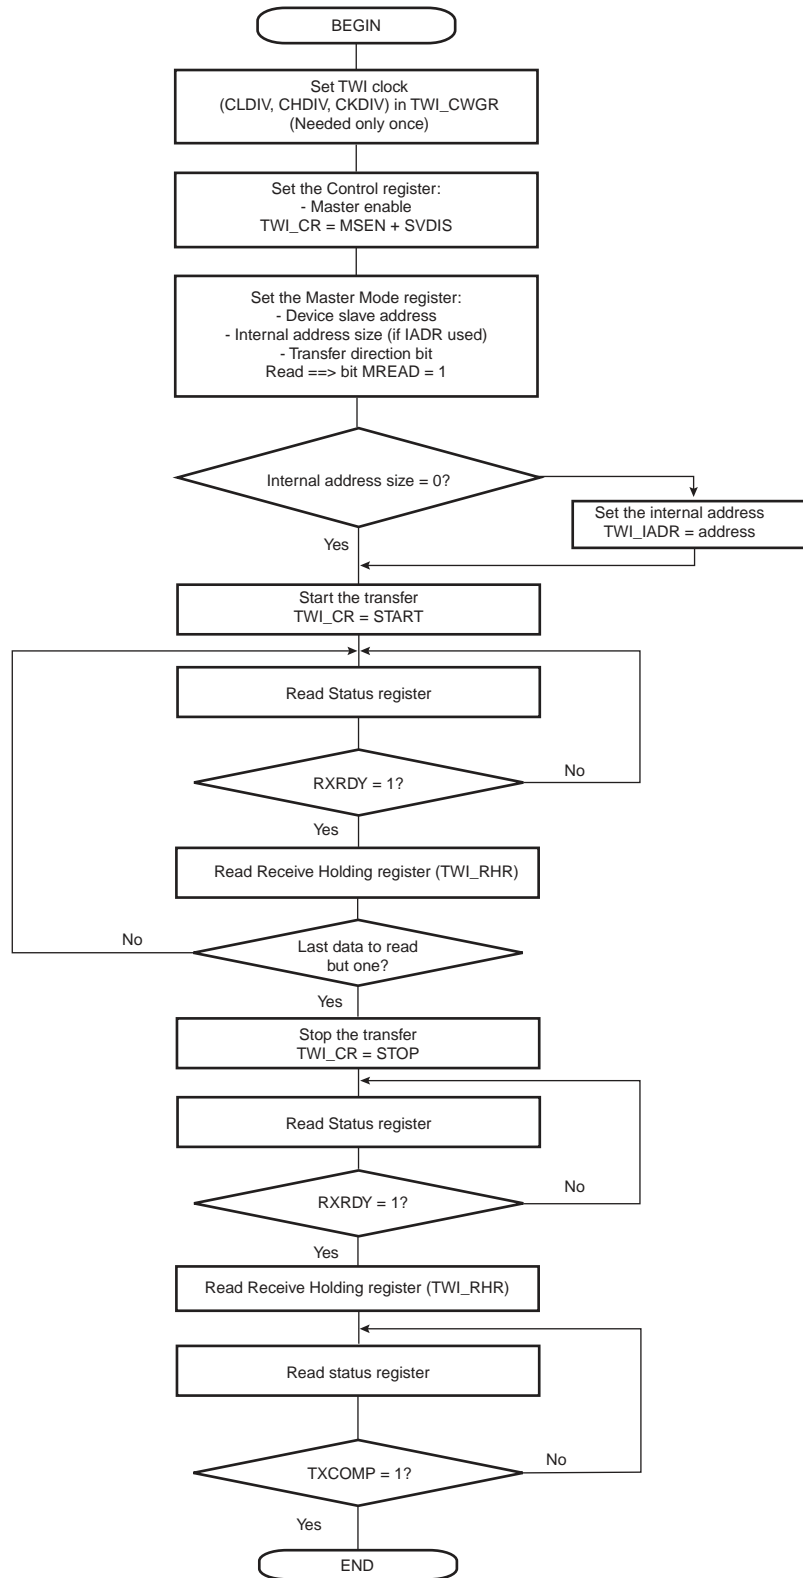 BEGIN
Set TWI clock
(CLDIV, CHDIV, CKDIV) in TWI_CWGR
(Needed only once)
Set the Control register:
- Master enable
TWI_CR = MSEN + SVDIS
Set the Master Mode register:
- Device slave address
- Internal address size (if IADR used)
- Transfer direction bit
Read ==> bit MREAD = 1
Internal address size = 0?
Set the internal address
TWI_IADR = address
Yes
Start the transfer
TWI_CR = START
Read Status register
RXRDY = 1?
No
Yes
Read Receive Holding register (TWI_RHR)
No
Last data to read
but one?
Yes
Stop the transfer
TWI_CR = STOP
Read Status register
RXRDY = 1?
No
Yes
Read Receive Holding register (TWI_RHR)
Read status register
TXCOMP = 1?
No
Yes
END